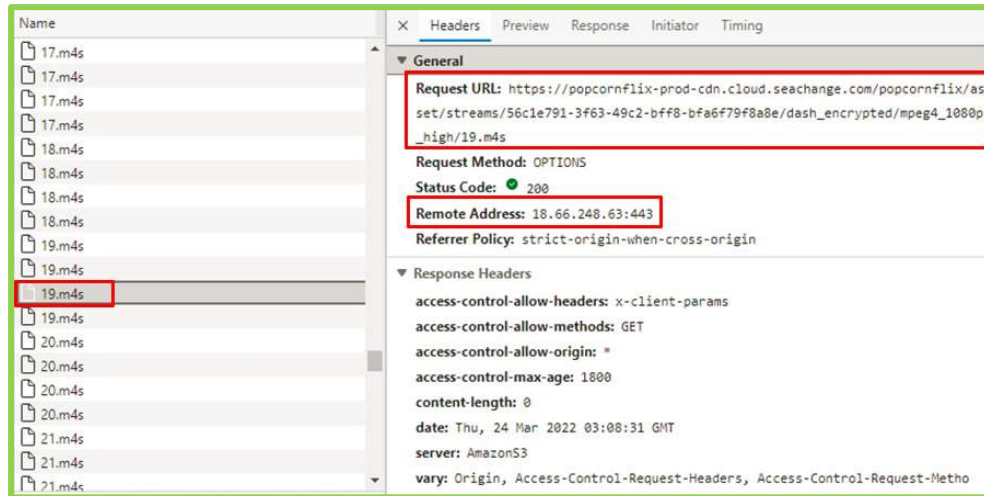 Name
17.m4s
17.m4s
17.m4s
17.m4s
18.m4s
18.m4s
18.m4s
18.m4s
19.m4s
19.m4s
19.m4s
19.m4s
20.m4s
20.m4s
20.m4s
20.m4s
21.m4s
21.m4s
21.m4s
× Headers Preview Response Initiator Timing
▼ General
Request URL: https://popcornflix-prod-cdn.cloud.seachange.com/popcornflix/as
set/streams/56c1e791-3f63-49c2-bff8-bfa6f79f8a8e/dash_encrypted/mpeg4_1080p
_high/19.m4s
Request Method: OPTIONS
Status Code: 200
Remote Address: 18.66.248.63:443
Referrer Policy: strict-origin-when-cross-origin
▼ Response Headers
access-control-allow-headers: x-client-params
access-control-allow-methods: GET
access-control-allow-origin: *
access-control-max-age: 1800
content-length: 0
date: Thu, 24 Mar 2022 03:08:31 GMT
server: AmazonS3
vary: Origin, Access-Control-Request-Headers, Access-Control-Request-Metho